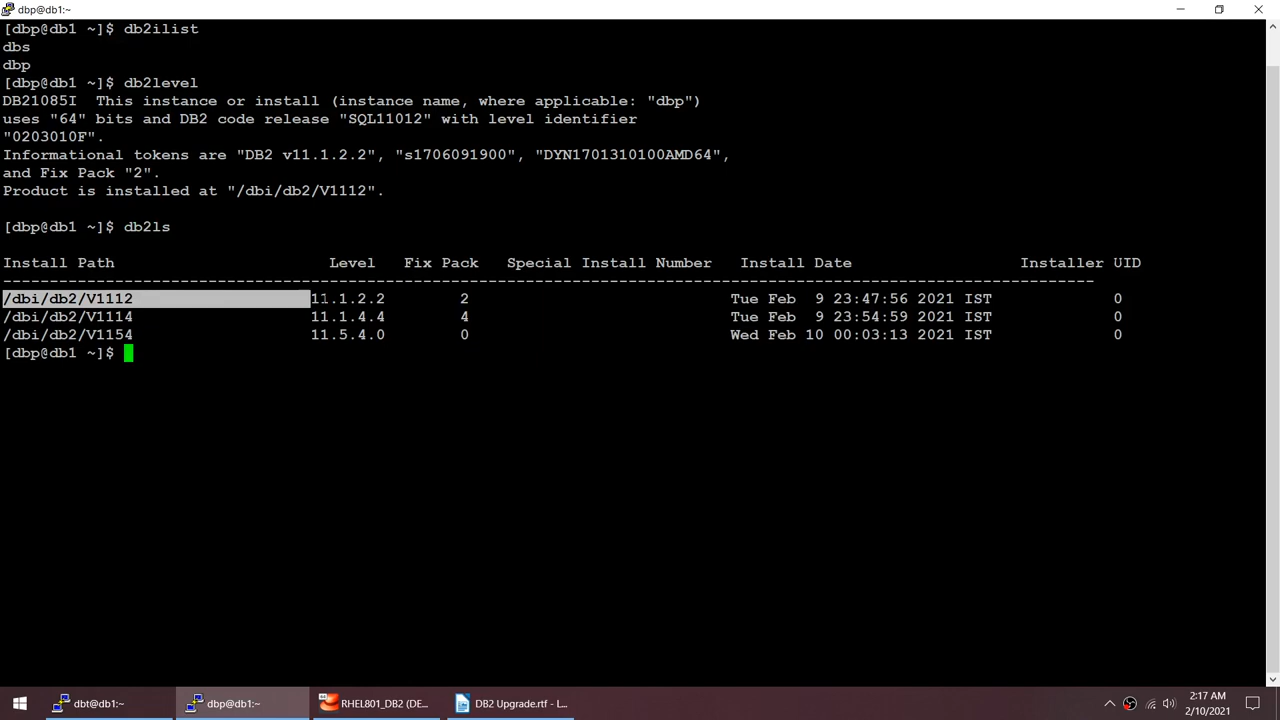 dbp@db1:~
[dbp@db1 ~]$ db2ilist
dbs
dbp
[dbp@db1 ~]$ db2level
DB21085I  This instance or install (instance name, where applicable: "dbp")
uses "64" bits and DB2 code release "SQL11012" with level identifier
"0203010F".
Informational tokens are "DB2 v11.1.2.2", "s1706091900", "DYN1701310100AMD64",
and Fix Pack "2".
Product is installed at "/dbi/db2/V1112".
[dbp@db1 ~]$ db2ls
Install Path                       Level   Fix Pack   Special Install Number   Install Date                  Installer UID
---------------------------------------------------------------------------------------------------------------------
/dbi/db2/V1112                   11.1.2.2        2                            Tue Feb  9 23:47:56 2021 IST             0
/dbi/db2/V1114                   11.1.4.4        4                            Tue Feb  9 23:54:59 2021 IST             0
/dbi/db2/V1154                   11.5.4.0        0                            Wed Feb 10 00:03:13 2021 IST             0
[dbp@db1 ~]$
dbt@db1:~ dbp@db1:~ RHEL801_DB2 (DE... DB2 Upgrade.rtf - L... 2:17 AM
2/10/2021